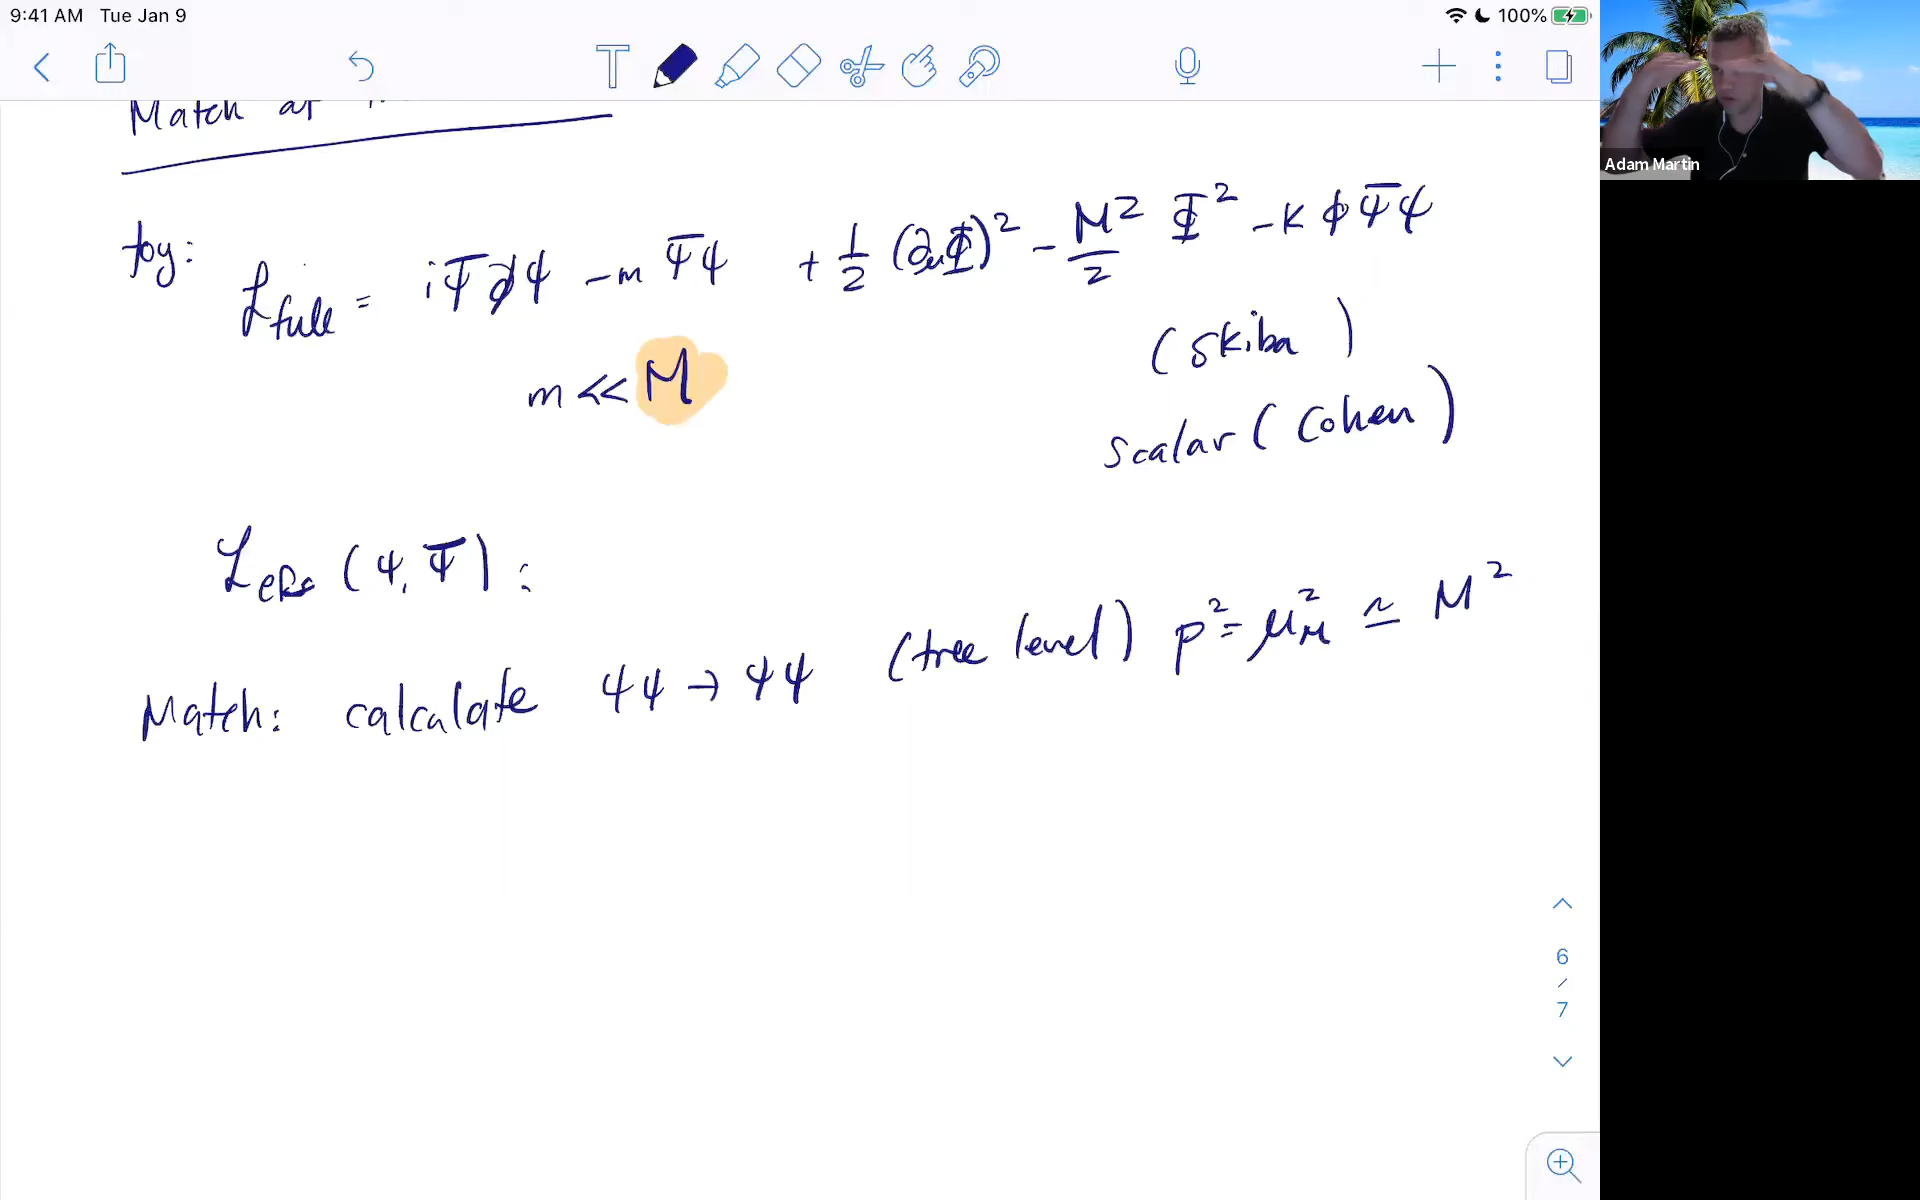 9:41 AM Tue Jan 9
100%
Adam Martin
Match at
toy: ℒfull = iΨ̄∂̸ψ - m Ψ̄ψ + 1/2 (∂μΦ)² - M²/2 Φ² - K ϕ Ψ̄ψ
m << M
(Skiba)
scalar (Cohen)
ℒeff (ψ, Ψ̄) :
Match: calculate ψψ → ψψ (tree level) p² = μM² ≃ M²
6
/
7